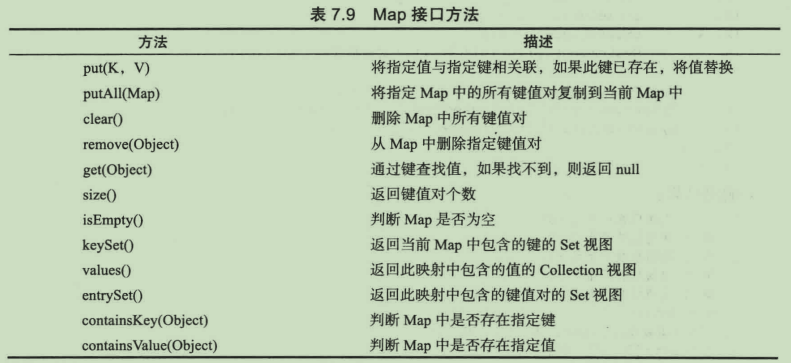 表 7.9 Map 接口方法
方法 描述
put(K，V) 将指定值与指定键相关联，如果此键已存在，将值替换
putAll(Map) 将指定 Map 中的所有键值对复制到当前 Map 中
clear() 删除 Map 中所有键值对
remove(Object) 从 Map 中删除指定键值对
get(Object) 通过键查找值，如果找不到，则返回 null
size() 返回键值对个数
isEmpty() 判断 Map 是否为空
keySet() 返回当前 Map 中包含的键的 Set 视图
values() 返回此映射中包含的值的 Collection 视图
entrySet() 返回此映射中包含的键值对的 Set 视图
containsKey(Object) 判断 Map 中是否存在指定键
containsValue(Object) 判断 Map 中是否存在指定值